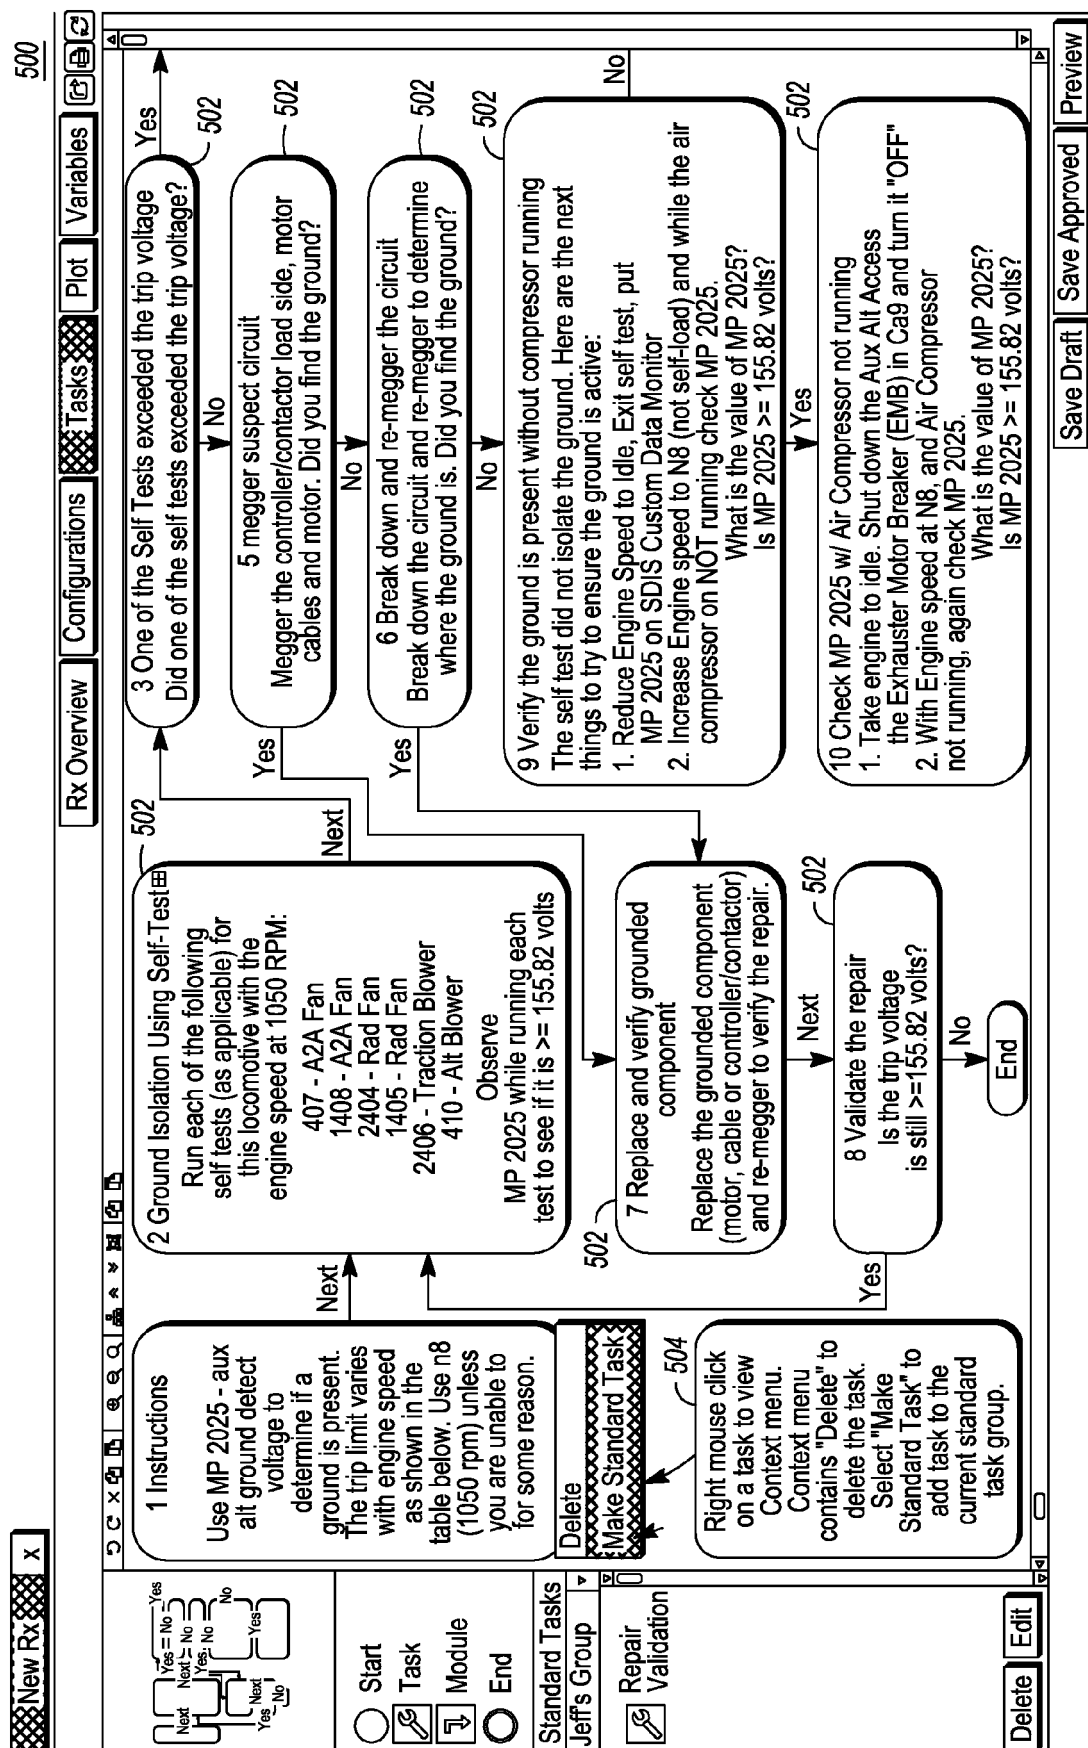 500
New Rx x
Rx Overview
Configurations
Tasks
Plot
Variables
Next
Next
Next
Yes
No
Yes
No
Yes
No
Yes
No
Yes
Start
Task
Module
End
Standard Tasks
Jeff's Group
Repair
Validation
Delete
Edit
1 Instructions
Use MP 2025 - aux
alt ground detect
voltage to
determine if a
ground is present.
The trip limit varies
with engine speed
as shown in the
table below. Use n8
(1050 rpm) unless
you are unable to
for some reason.
Delete
Make Standard Task
504
Right mouse click
on a task to view
Context menu.
Context menu
contains "Delete" to
delete the task.
Select "Make
Standard Task" to
add task to the
current standard
task group.
Next
502
2 Ground Isolation Using Self-Test
Run each of the following
self tests (as applicable) for
this locomotive with the
engine speed at 1050 RPM:
407 - A2A Fan
1408 - A2A Fan
2404 - Rad Fan
1405 - Rad Fan
2406 - Traction Blower
410 - Alt Blower
Observe
MP 2025 while running each
test to see if it is >= 155.82 volts
Next
502
7 Replace and verify grounded
component
Replace the grounded component
(motor, cable or controller/contactor)
and re-megger to verify the repair.
Next
502
8 Validate the repair
Is the trip voltage
is still >=155.82 volts?
Yes
No
End
3 One of the Self Tests exceeded the trip voltage
Did one of the self tests exceeded the trip voltage?
Yes
502
No
5 megger suspect circuit
Megger the controller/contactor load side, motor
cables and motor. Did you find the ground?
502
Yes
No
6 Break down and re-megger the circuit
Break down the circuit and re-megger to determine
where the ground is. Did you find the ground?
502
Yes
No
502
9 Verify the ground is present without compressor running
The self test did not isolate the ground. Here are the next
things to try to ensure the ground is active:
1. Reduce Engine Speed to Idle, Exit self test, put
MP 2025 on SDIS Custom Data Monitor
2. Increase Engine speed to N8 (not self-load) and while the air
compressor on NOT running check MP 2025.
What is the value of MP 2025?
Is MP 2025 >= 155.82 volts?
No
Yes
502
10 Check MP 2025 w/ Air Compressor not running
1. Take engine to idle. Shut down the Aux Alt Access
the Exhauster Motor Breaker (EMB) in Ca9 and turn it "OFF"
2. With Engine speed at N8, and Air Compressor
not running, again check MP 2025.
What is the value of MP 2025?
Is MP 2025 >= 155.82 volts?
Save Draft
Save Approved
Preview